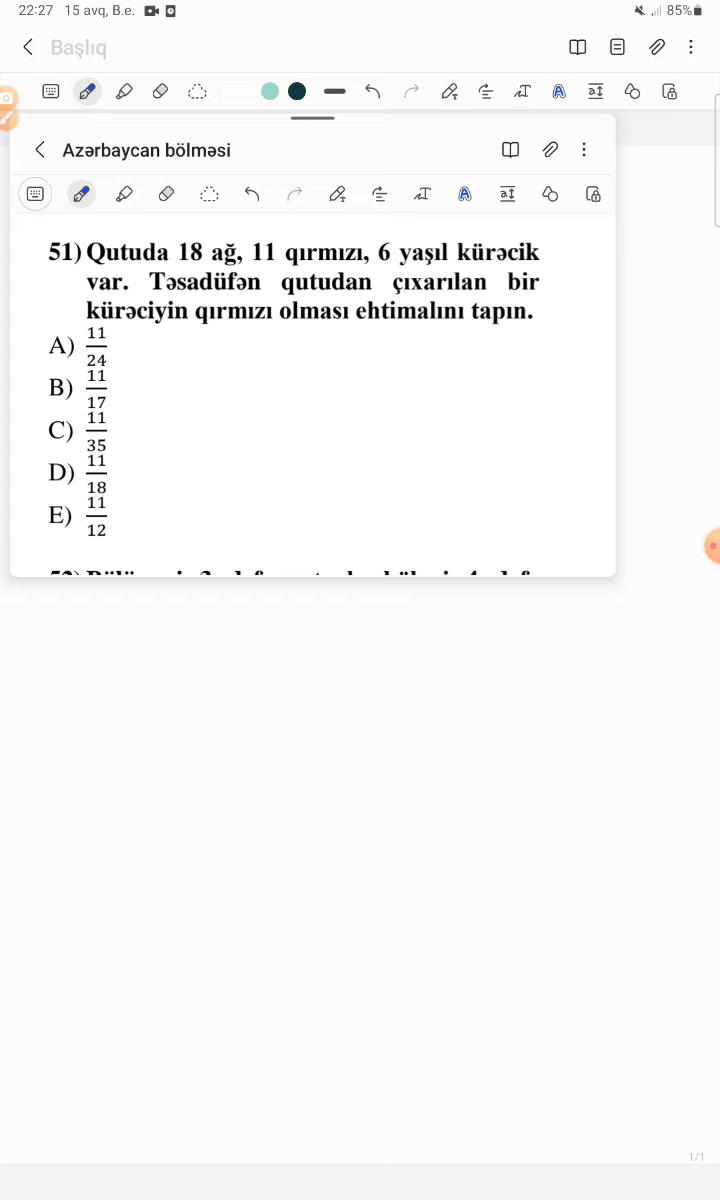 22:27 15 avq, B.e. 85%
Başlıq
Azərbaycan bölməsi
51) Qutuda 18 ağ, 11 qırmızı, 6 yaşıl kürəcik
var. Təsadüfən qutudan çıxarılan bir
kürəciyin qırmızı olması ehtimalını tapın.
A) 11/24
B) 11/17
C) 11/35
D) 11/18
E) 11/12
1/1